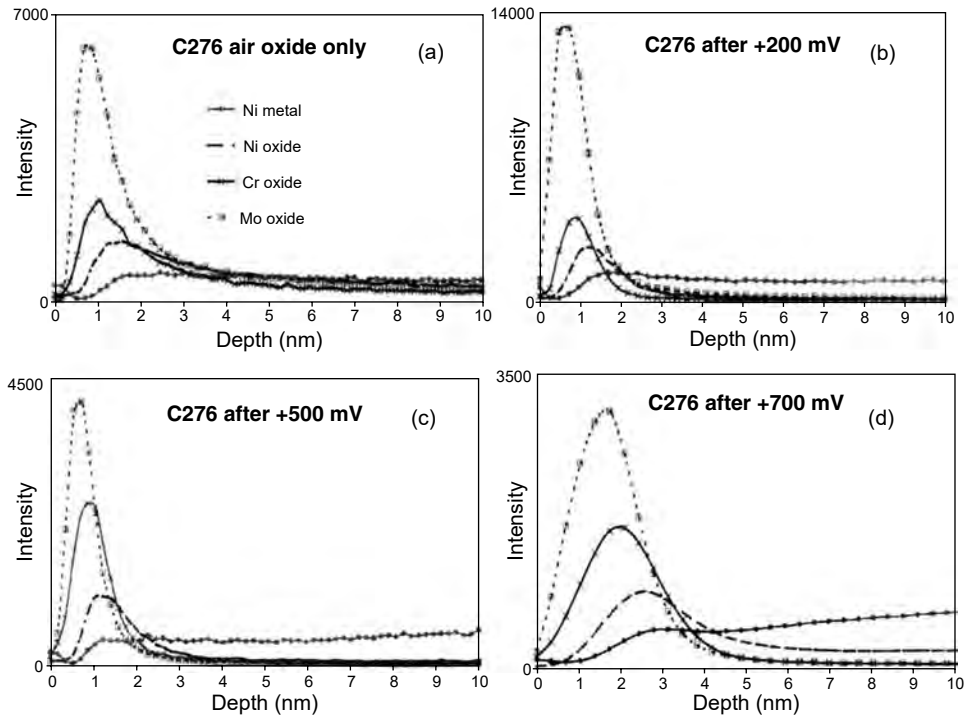 7000
C276 air oxide only
(a)
Ni metal
Ni oxide
Cr oxide
Mo oxide
Intensity
0
0 1 2 3 4 5 6 7 8 9 10
Depth (nm)
14000
C276 after +200 mV
(b)
Intensity
0
0 1 2 3 4 5 6 7 8 9 10
Depth (nm)
4500
C276 after +500 mV
(c)
Intensity
0
0 1 2 3 4 5 6 7 8 9 10
Depth (nm)
3500
C276 after +700 mV
(d)
Intensity
0
0 1 2 3 4 5 6 7 8 9 10
Depth (nm)